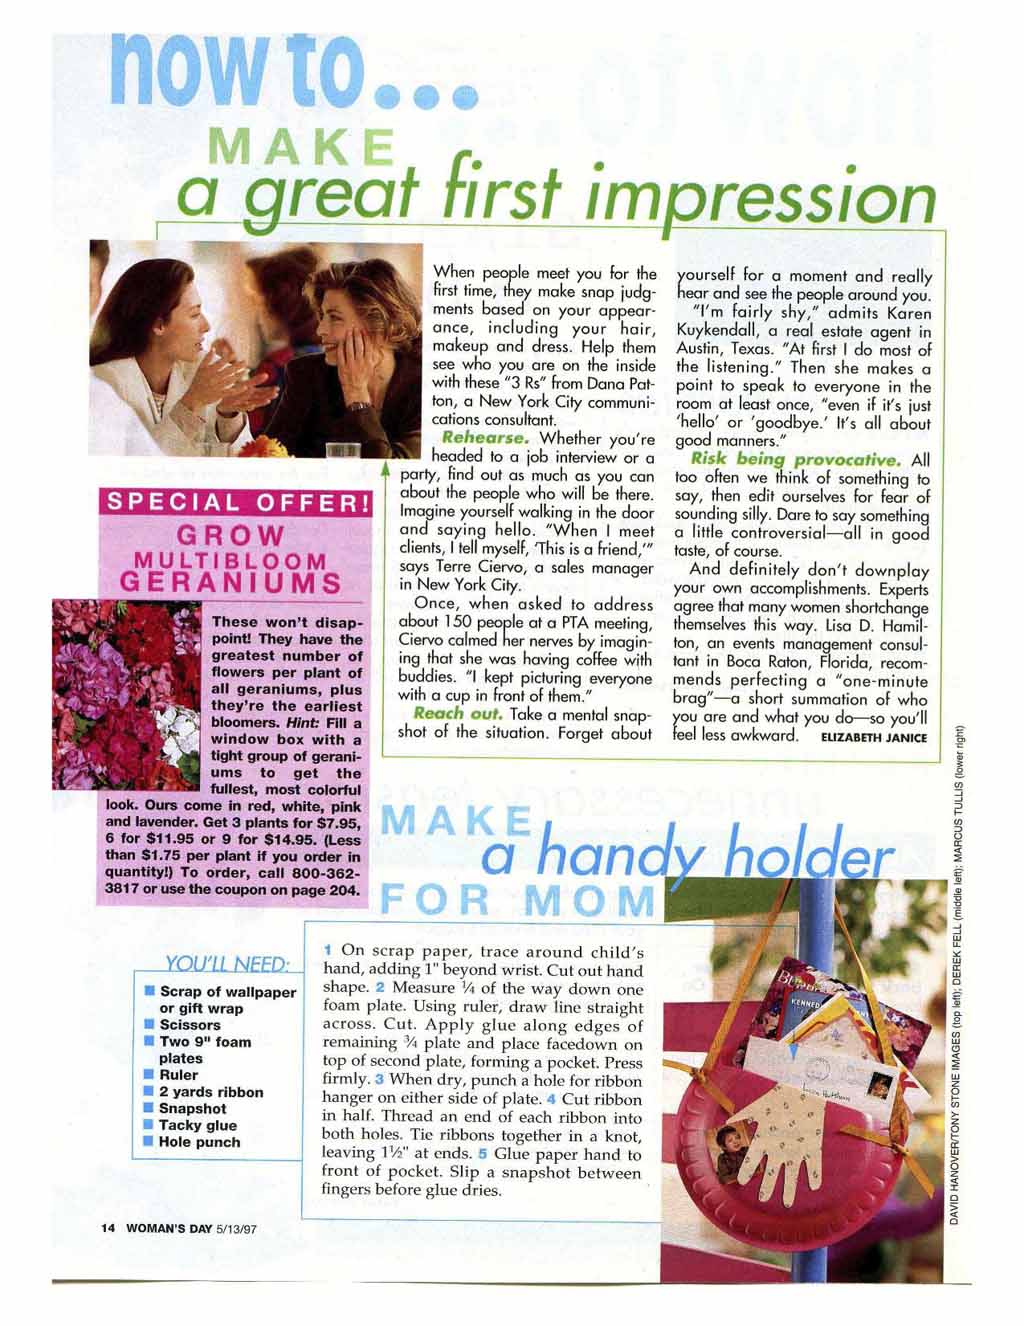 how to...
MAKE
a great first impression
When people meet you for the
first time, they make snap judg-
ments based on your appear-
ance, including your hair,
makeup and dress. Help them
see who you are on the inside
with these "3 Rs" from Dana Pat-
ton, a New York City communi-
cations consultant.
Rehearse. Whether you're
headed to a job interview or a
party, find out as much as you can
about the people who will be there.
Imagine yourself walking in the door
and saying hello. "When I meet
clients, I tell myself, 'This is a friend,'"
says Terre Ciervo, a sales manager
in New York City.
Once, when asked to address
about 150 people at a PTA meeting,
Ciervo calmed her nerves by imagin-
ing that she was having coffee with
buddies. "I kept picturing everyone
with a cup in front of them."
Reach out. Take a mental snap-
shot of the situation. Forget about
yourself for a moment and really
hear and see the people around you.
"I'm fairly shy," admits Karen
Kuykendall, a real estate agent in
Austin, Texas. "At first I do most of
the listening." Then she makes a
point to speak to everyone in the
room at least once, "even if it's just
'hello' or 'goodbye.' It's all about
good manners."
Risk being provocative. All
too often we think of something to
say, then edit ourselves for fear of
sounding silly. Dare to say something
a little controversial—all in good
taste, of course.
And definitely don't downplay
your own accomplishments. Experts
agree that many women shortchange
themselves this way. Lisa D. Hamil-
ton, an events management consul-
tant in Boca Raton, Florida, recom-
mends perfecting a "one-minute
brag"—a short summation of who
you are and what you do—so you'll
feel less awkward. ELIZABETH JANICE
SPECIAL OFFER!
GROW
MULTIBLOOM
GERANIUMS
These won't disap-
point! They have the
greatest number of
flowers per plant of
all geraniums, plus
they're the earliest
bloomers. Hint: Fill a
window box with a
tight group of gerani-
ums to get the
fullest, most colorful
look. Ours come in red, white, pink
and lavender. Get 3 plants for $7.95,
6 for $11.95 or 9 for $14.95. (Less
than $1.75 per plant if you order in
quantity!) To order, call 800-362-
3817 or use the coupon on page 204.
MAKE
a handy holder
FOR MOM
YOU'LL NEED:
Scrap of wallpaper
or gift wrap
Scissors
Two 9" foam
plates
Ruler
2 yards ribbon
Snapshot
Tacky glue
Hole punch
1 On scrap paper, trace around child's
hand, adding 1" beyond wrist. Cut out hand
shape. 2 Measure ¼ of the way down one
foam plate. Using ruler, draw line straight
across. Cut. Apply glue along edges of
remaining ¾ plate and place facedown on
top of second plate, forming a pocket. Press
firmly. 3 When dry, punch a hole for ribbon
hanger on either side of plate. 4 Cut ribbon
in half. Thread an end of each ribbon into
both holes. Tie ribbons together in a knot,
leaving 1½" at ends. 5 Glue paper hand to
front of pocket. Slip a snapshot between
fingers before glue dries.
KENNEDY
DAVID HANOVER/TONY STONE IMAGES (top left); DEREK FELL (middle left); MARCUS TULLIS (lower right)
14 WOMAN'S DAY 5/13/97